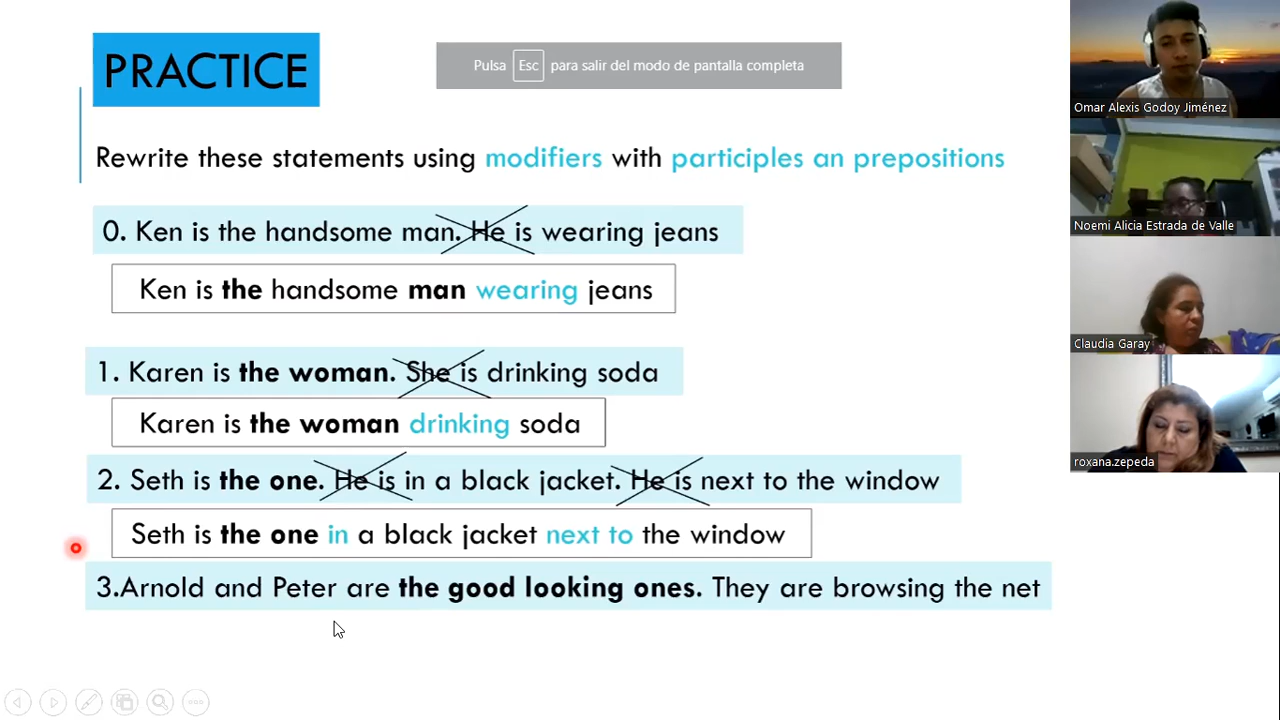 PRACTICE
Pulsa Esc para salir del modo de pantalla completa
Rewrite these statements using modifiers with participles an prepositions
0. Ken is the handsome man. He is wearing jeans
Ken is the handsome man wearing jeans
1. Karen is the woman. She is drinking soda
Karen is the woman drinking soda
2. Seth is the one. He is in a black jacket. He is next to the window
Seth is the one in a black jacket next to the window
3.Arnold and Peter are the good looking ones. They are browsing the net
Omar Alexis Godoy Jiménez
Noemi Alicia Estrada de Valle
Claudia Garay
roxana.zepeda